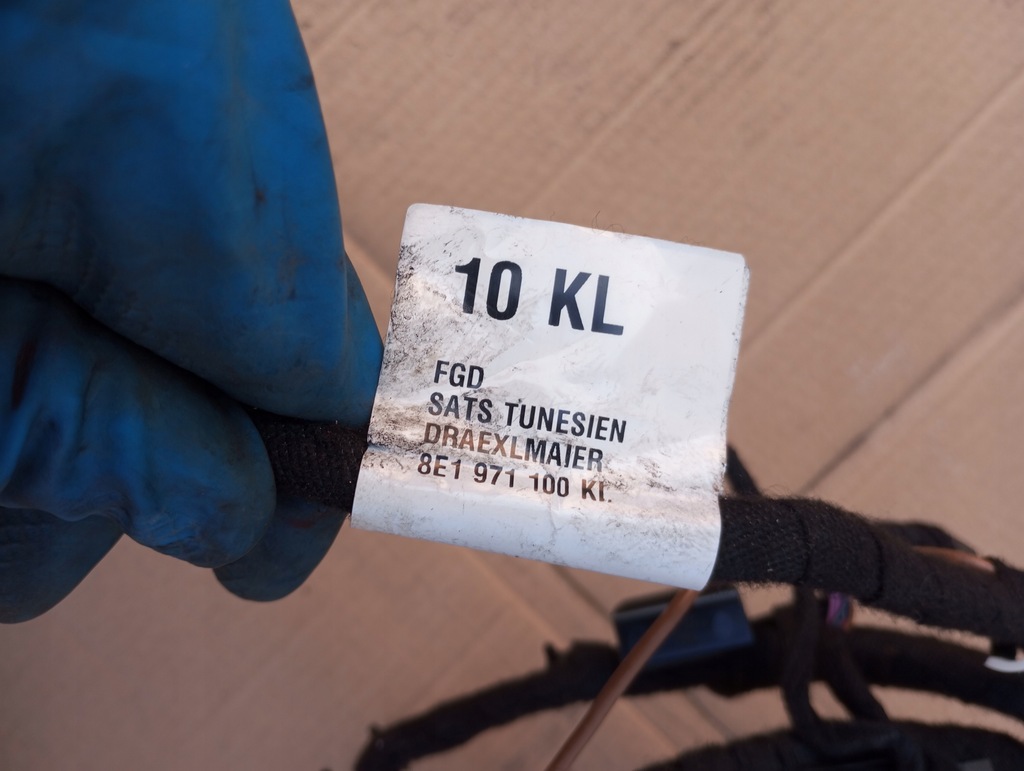 10 KL
FGD
SATS TUNESIEN
DRAEXLMAIER
8E1 971 100 KL